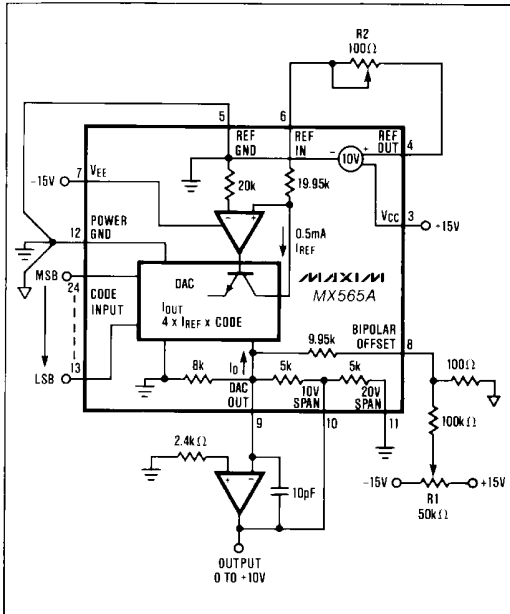 R2
100Ω
5
6
REF
GND
REF
IN
REF
OUT
4
10V
- +
7
VEE
-15V
20k
19.95k
VCC
3
+15V
POWER
GND
12
- +
0.5mA
IREF
MSB
24
CODE
INPUT
DAC
IOUT
4 x IREF x CODE
MAXIM
MX565A
BIPOLAR
OFFSET
8
9.95k
13
LSB
8k
IO
5k
5k
DAC
OUT
10V
SPAN
20V
SPAN
9
10
11
100Ω
100kΩ
2.4kΩ
+ -
10pF
-15V
+15V
R1
50kΩ
OUTPUT
0 TO +10V